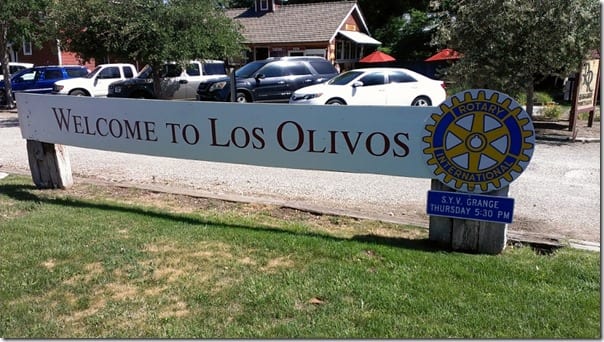 WELCOME TO LOS OLIVOS
ROTARY
INTERNATIONAL
S.Y.V. GRANGE
THURSDAY 5:30 PM